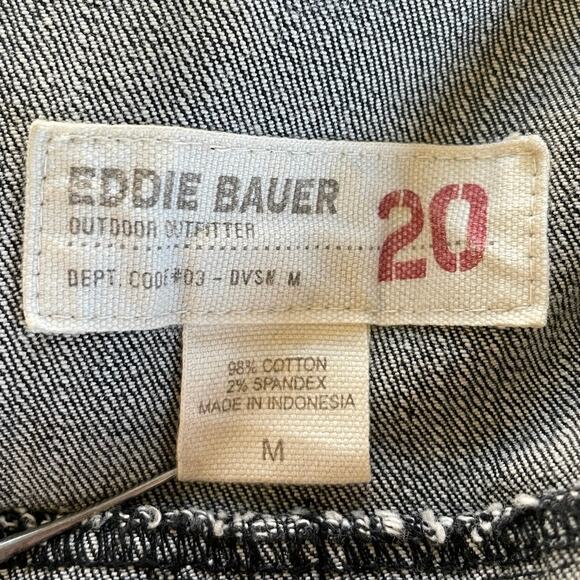 EDDIE BAUER
OUTDOOR OUTFITTER
20
DEPT. CODE#03 - DVSN M
98% COTTON
2% SPANDEX
MADE IN INDONESIA
M